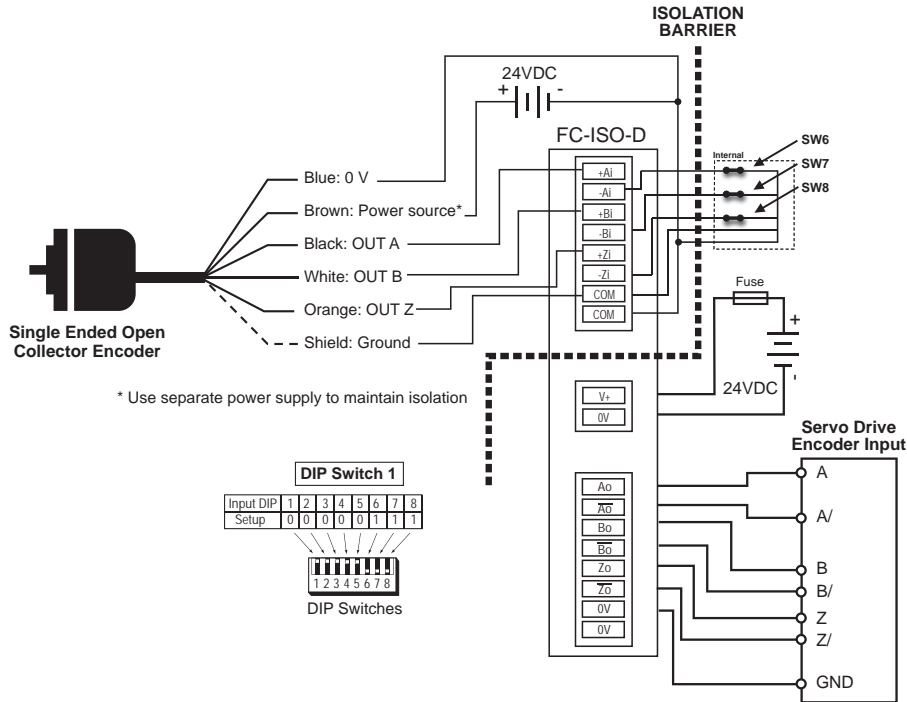 ISOLATION
BARRIER
24VDC
+ -
FC-ISO-D
Internal
SW6
SW7
SW8
Blue: 0 V
Brown: Power source*
Black: OUT A
White: OUT B
Orange: OUT Z
Shield: Ground
Single Ended Open
Collector Encoder
+Ai
-Ai
+Bi
-Bi
+Zi
-Zi
COM
COM
* Use separate power supply to maintain isolation
Fuse
+
-
24VDC
V+
0V
Servo Drive
Encoder Input
DIP Switch 1
Input DIP 1 2 3 4 5 6 7 8
Setup 0 0 0 0 0 1 1 1
1 2 3 4 5 6 7 8
DIP Switches
Ao
A̅o̅
Bo
B̅o̅
Zo
Z̅o̅
0V
0V
A
A/
B
B/
Z
Z/
GND